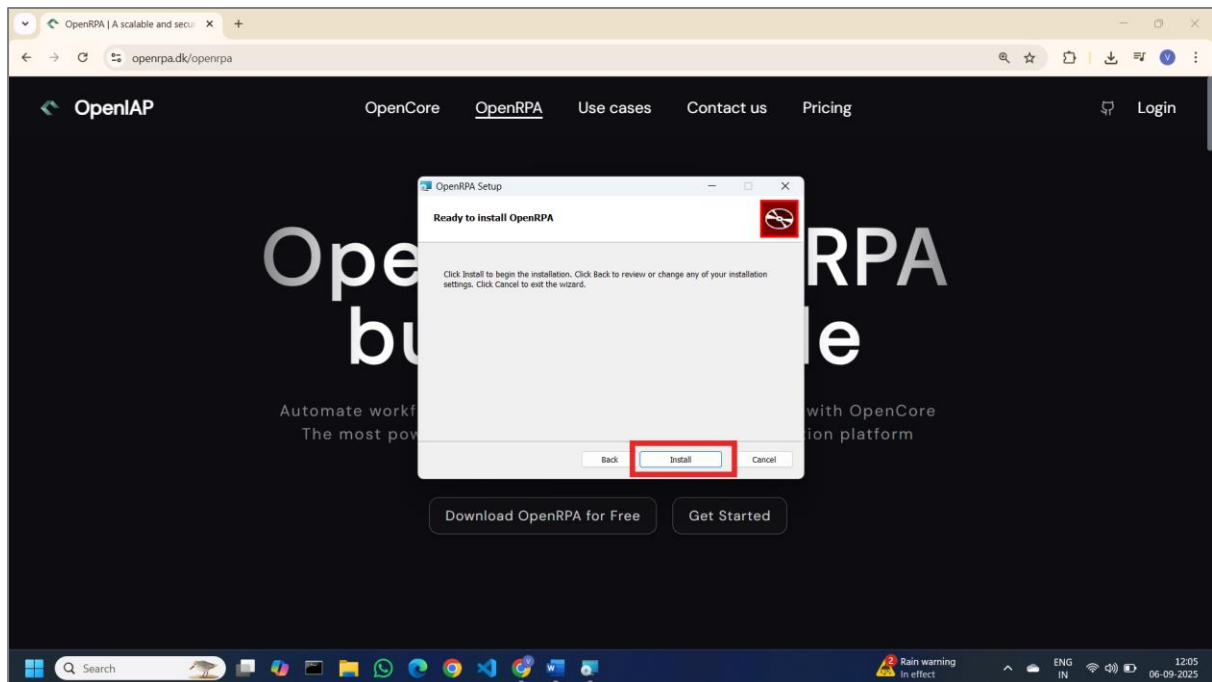 OpenRPA | A scalable and secu
openrpa.dk/openrpa
V
OpenIAP
OpenCore OpenRPA Use cases Contact us Pricing
Login
OpenRPA Setup
Ready to install OpenRPA
Click Install to begin the installation. Click Back to review or change any of your installation
settings. Click Cancel to exit the wizard.
Back Install Cancel
Ope RPA
bu le
Automate workf with OpenCore
The most pow ion platform
Download OpenRPA for Free Get Started
Search
2
Rain warning
In effect
ENG
IN
12:05
06-09-2025